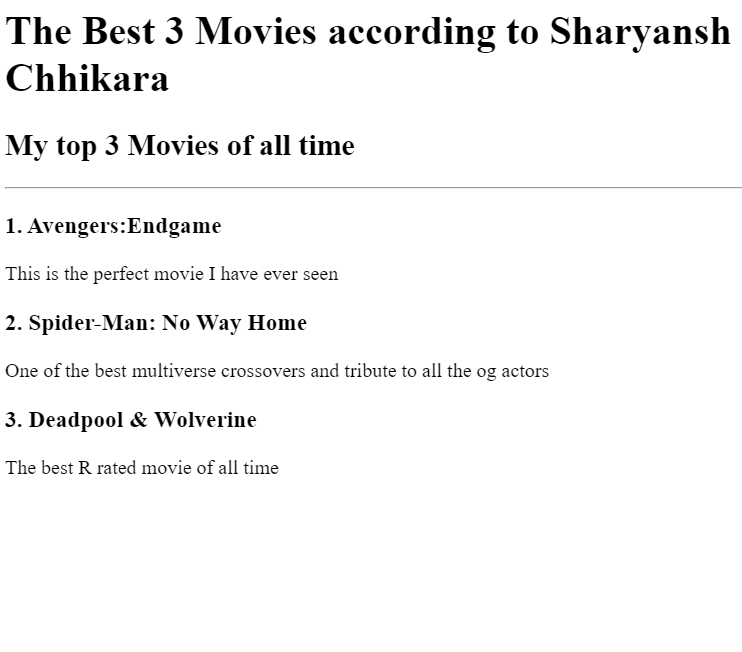 The Best 3 Movies according to Sharyansh
Chhikara
My top 3 Movies of all time
1. Avengers:Endgame
This is the perfect movie I have ever seen
2. Spider-Man: No Way Home
One of the best multiverse crossovers and tribute to all the og actors
3. Deadpool & Wolverine
The best R rated movie of all time